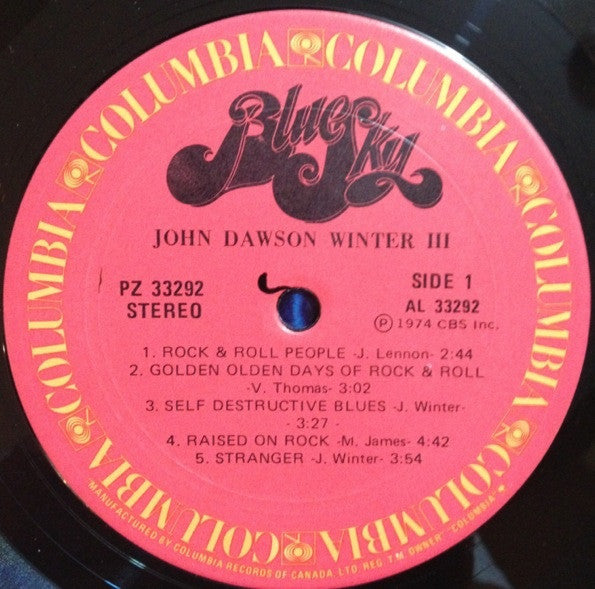 COLUMBIA COLUMBIA COLUMBIA COLUMBIA COLUMBIA COLUMBIA COLUMBIA COLUMBIA
Blue Sky
JOHN DAWSON WINTER III
PZ 33292
STEREO
SIDE 1
AL 33292
Ⓟ 1974 CBS Inc.
1. ROCK & ROLL PEOPLE -J. Lennon- 2:44
2. GOLDEN OLDEN DAYS OF ROCK & ROLL
-V. Thomas- 3:02
3. SELF DESTRUCTIVE BLUES -J. Winter-
- 3:27 -
4. RAISED ON ROCK -M. James- 4:42
5. STRANGER -J. Winter- 3:54
"MANUFACTURED BY COLUMBIA RECORDS OF CANADA, LTD REG. T'M. OWNER" "COLUMBIA"